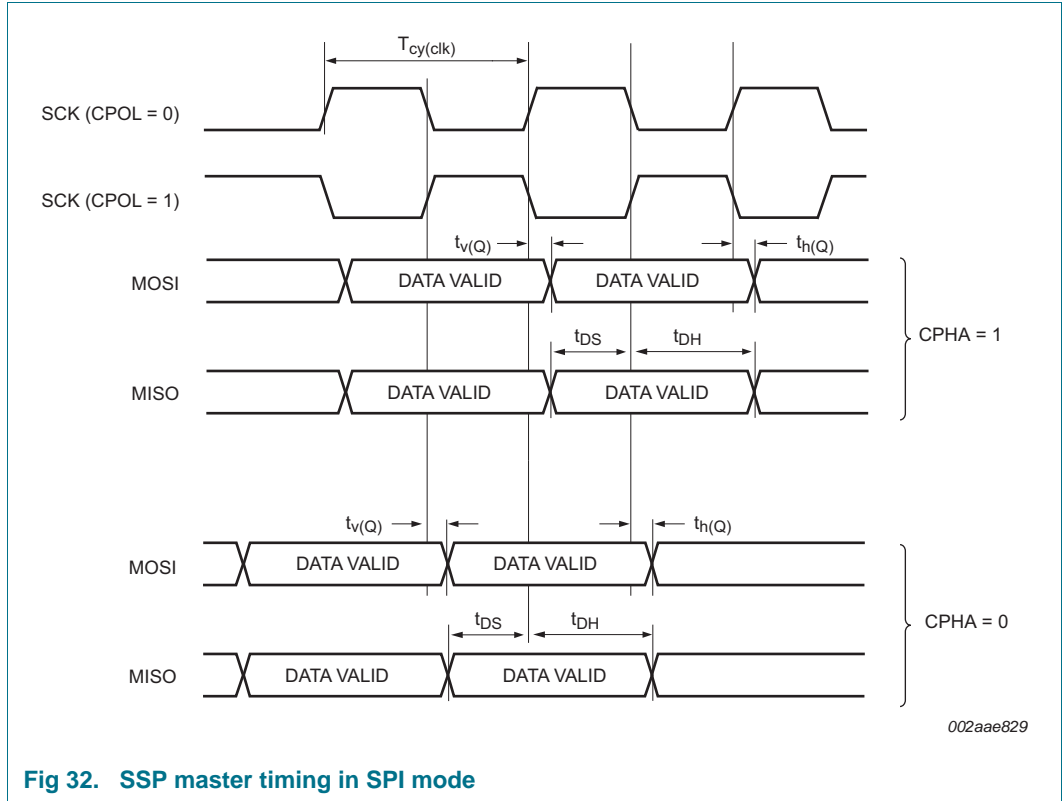 Tcy(clk)
SCK (CPOL = 0)
SCK (CPOL = 1)
tv(Q)
th(Q)
MOSI
DATA VALID
DATA VALID
tDS
tDH
CPHA = 1
MISO
DATA VALID
DATA VALID
tv(Q)
th(Q)
MOSI
DATA VALID
DATA VALID
tDS
tDH
CPHA = 0
MISO
DATA VALID
DATA VALID
002aae829
Fig 32. SSP master timing in SPI mode